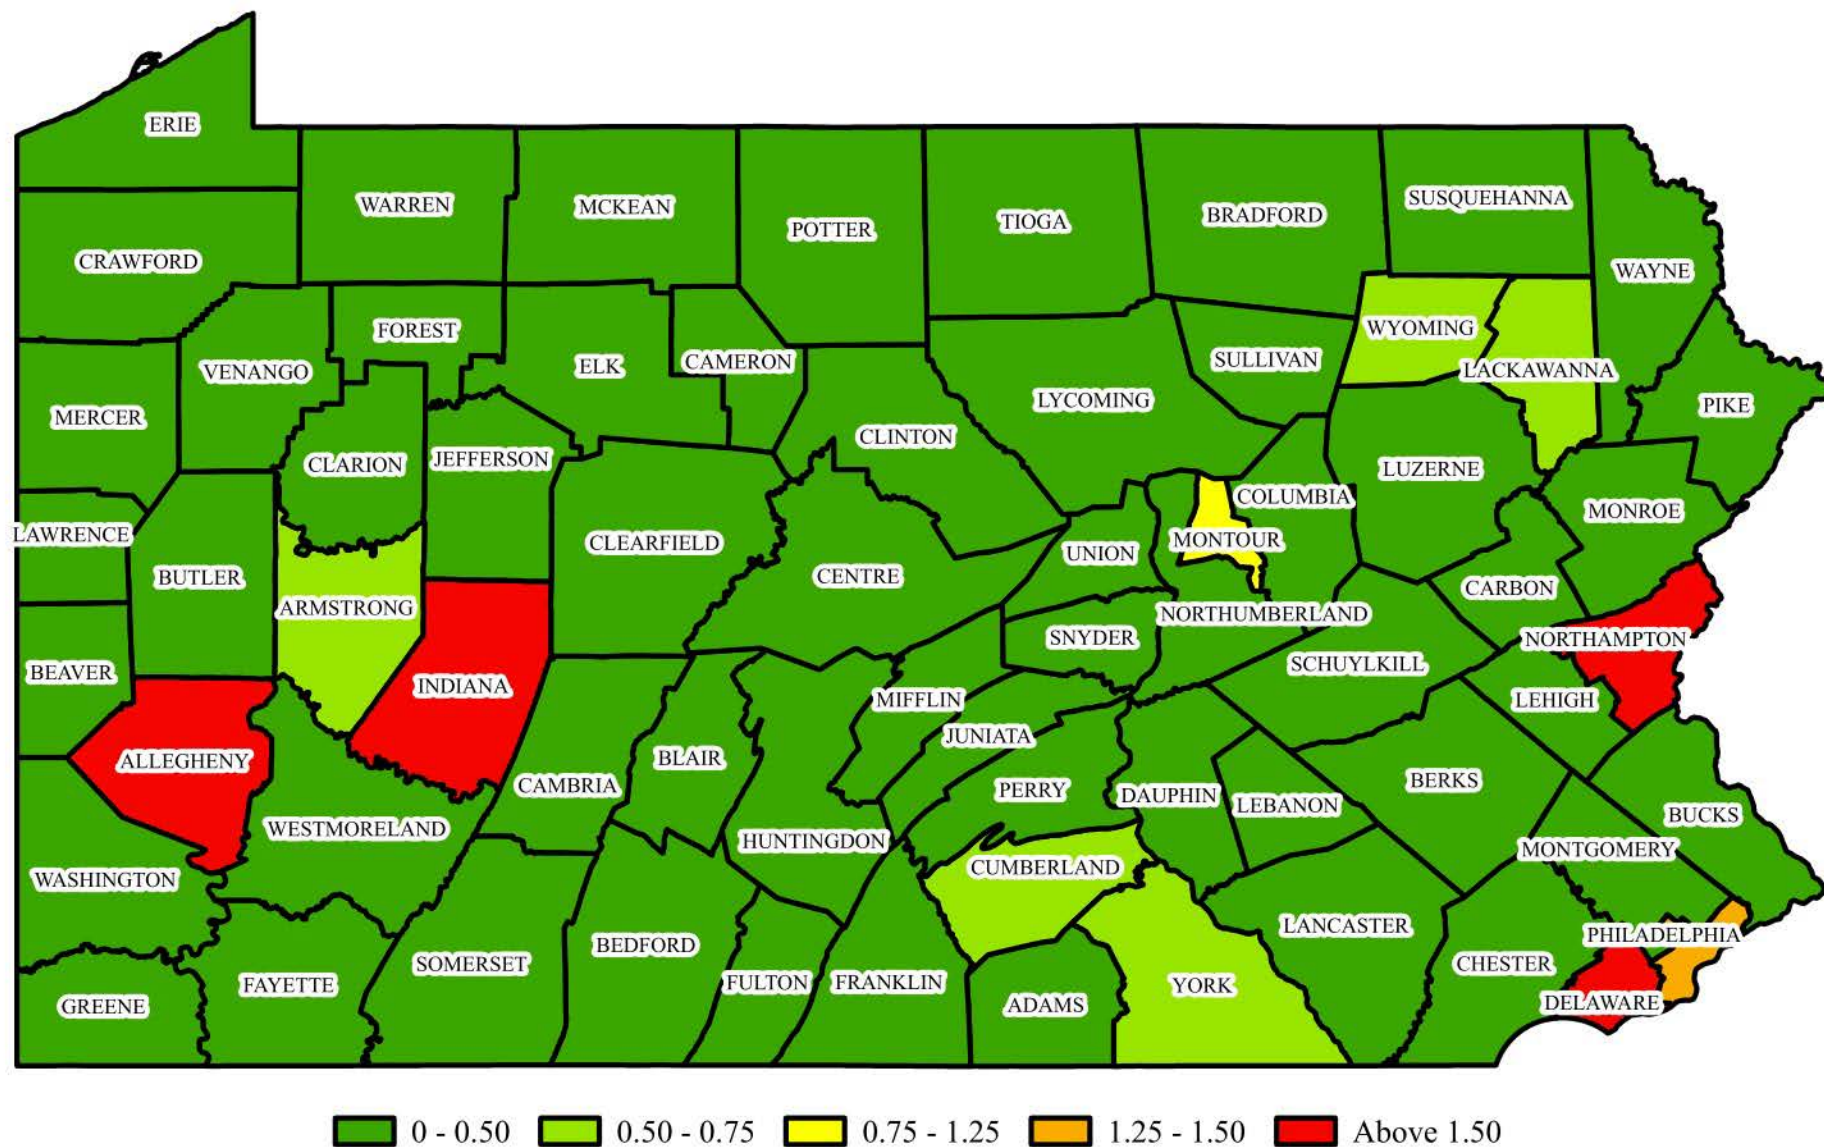 ERIE
WARREN
MCKEAN
POTTER
TIOGA
BRADFORD
SUSQUEHANNA
WAYNE
CRAWFORD
FOREST
VENANGO
ELK
CAMERON
SULLIVAN
WYOMING
LACKAWANNA
PIKE
MERCER
LYCOMING
CLINTON
CLARION
JEFFERSON
LUZERNE
COLUMBIA
MONROE
LAWRENCE
CLEARFIELD
MONTOUR
UNION
BUTLER
CENTRE
CARBON
ARMSTRONG
NORTHUMBERLAND
SNYDER
NORTHAMPTON
SCHUYLKILL
BEAVER
INDIANA
MIFFLIN
LEHIGH
JUNIATA
ALLEGHENY
BLAIR
CAMBRIA
PERRY
DAUPHIN
LEBANON
BERKS
BUCKS
WESTMORELAND
HUNTINGDON
MONTGOMERY
CUMBERLAND
WASHINGTON
LANCASTER
PHILADELPHIA
BEDFORD
SOMERSET
CHESTER
FAYETTE
FULTON
FRANKLIN
YORK
GREENE
ADAMS
DELAWARE
0 - 0.50
0.50 - 0.75
0.75 - 1.25
1.25 - 1.50
Above 1.50